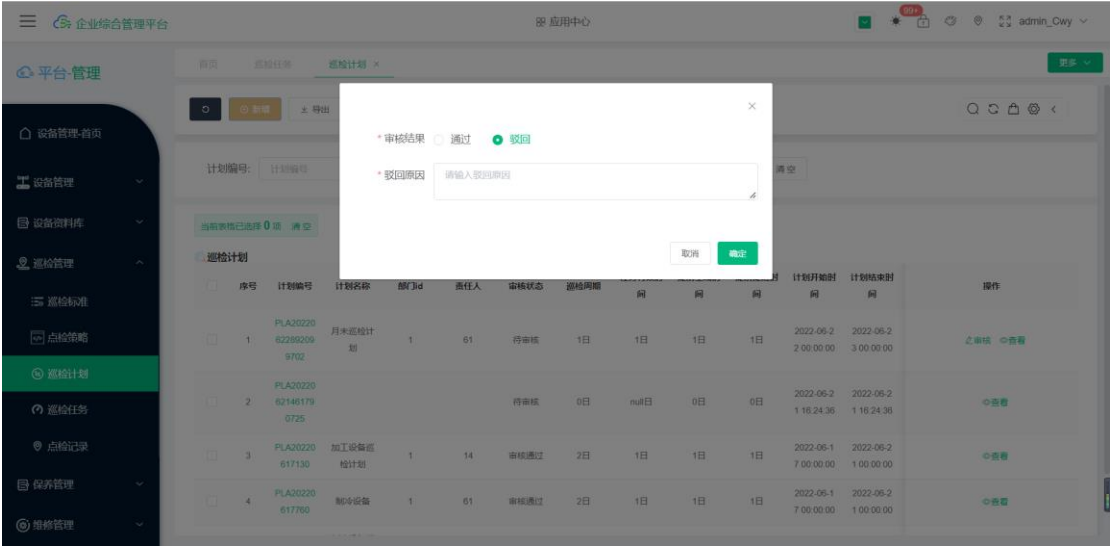 企业综合管理平台
应用中心
99+
admin_Cwy
平台-管理
首页 巡检任务 巡检计划 ×
更多
新增 导出
设备管理-首页
设备管理
设备资料库
巡检管理
巡检标准
点检策略
巡检计划
巡检任务
点检记录
保养管理
维修管理
* 审核结果 通过 驳回
* 驳回原因 请输入驳回原因
取消 确定
计划编号: 计划编号 清 空
当前表格已选择 0 项 清 空
巡检计划
序号 计划编号 计划名称 部门id 责任人 审核状态 巡检周期 间 间 间 计划开始时间 计划结束时间 操作
1 PLA20220622092099702 月末巡检计划 1 61 待审核 1日 1日 1日 1日 2022-06-22 00:00:00 2022-06-23 00:00:00 审核 查看
2 PLA20220621461790725 待审核 0日 null日 0日 0日 2022-06-21 16:24:36 2022-06-21 16:24:36 查看
3 PLA20220617130 加工设备巡检计划 1 14 审核通过 2日 1日 1日 1日 2022-06-17 00:00:00 2022-06-21 00:00:00 查看
4 PLA20220617760 制冷设备 1 61 审核通过 2日 1日 1日 1日 2022-06-17 00:00:00 2022-06-21 00:00:00 查看